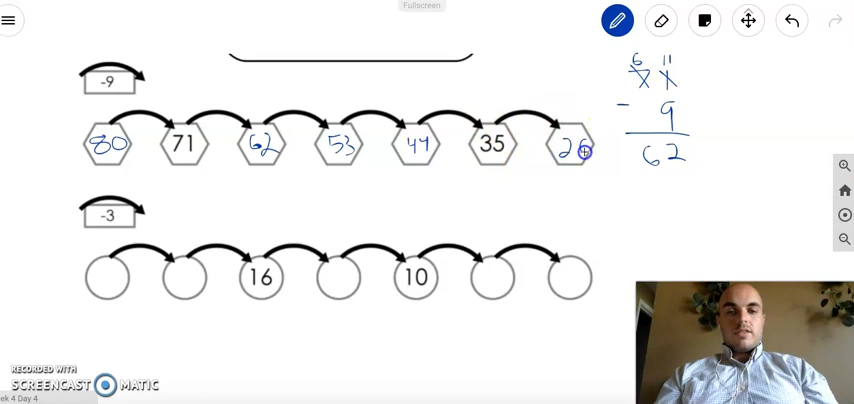 Fullscreen
6 11
-9
7 1
- 9
80 71 62 53 44 35 26
62
-3
16 10
RECORDED WITH
SCREENCAST MATIC
ek 4 Day 4